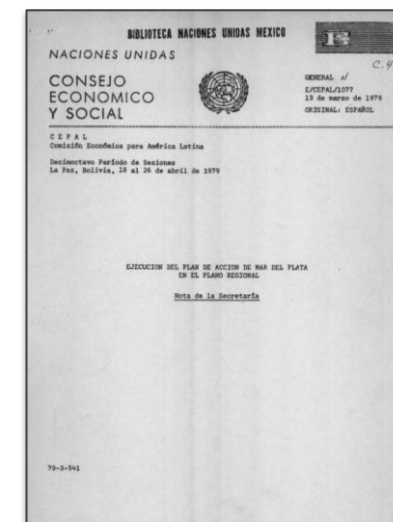 BIBLIOTECA NACIONES UNIDAS MEXICO
NACIONES UNIDAS
C.4
CONSEJO
ECONOMICO
Y SOCIAL
GENERAL
E/CEPAL/1077
13 de marzo de 1979
ORIGINAL: ESPAÑOL
C E P A L
Comisión Económica para América Latina
Decimoctavo Período de Sesiones
La Paz, Bolivia, 18 al 26 de abril de 1979
EJECUCION DEL PLAN DE ACCION DE MAR DEL PLATA
EN EL PLANO REGIONAL
Nota de la Secretaría
79-3-541